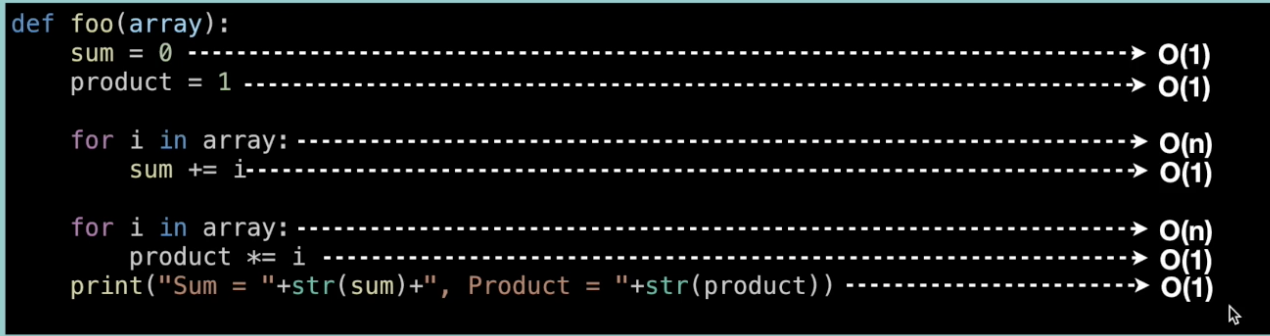 def foo(array):
    sum = 0 O(1)
    product = 1 O(1)
    for i in array: O(n)
        sum += i O(1)
    for i in array: O(n)
        product *= i O(1)
    print("Sum = "+str(sum)+", Product = "+str(product)) O(1)